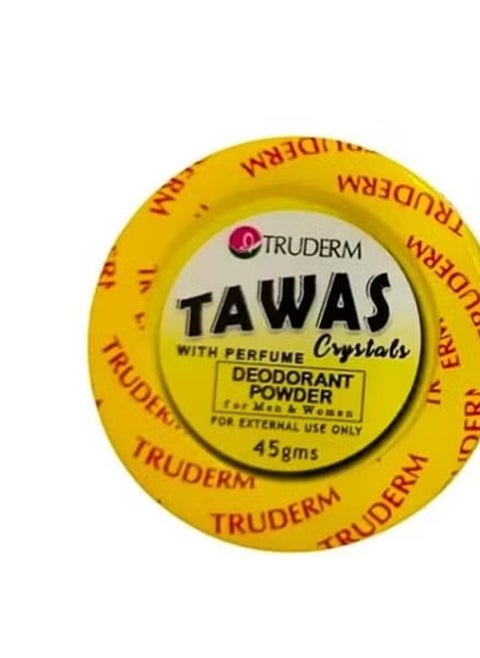 TRUDERM
TAWAS
WITH PERFUME Crystals
DEODORANT
POWDER
for Men & Women
FOR EXTERNAL USE ONLY
45gms
TRUDERM
TRUDERM
TRUDERM
TRUDERM
TRUDERM
TRUDERM